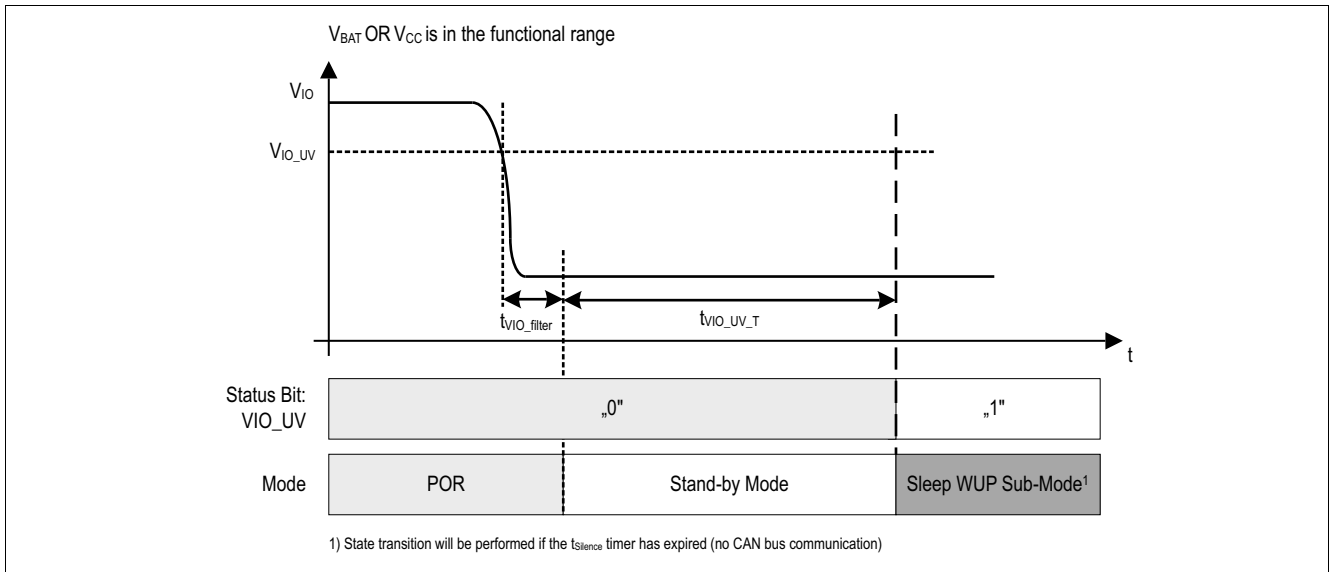 VBAT OR VCC is in the functional range
VIO
VIO_UV
tVIO_filter
tVIO_UV_T
t
Status Bit:
VIO_UV
„0"
„1"
Mode
POR
Stand-by Mode
Sleep WUP Sub-Mode1
1) State transition will be performed if the tSilence timer has expired (no CAN bus communication)